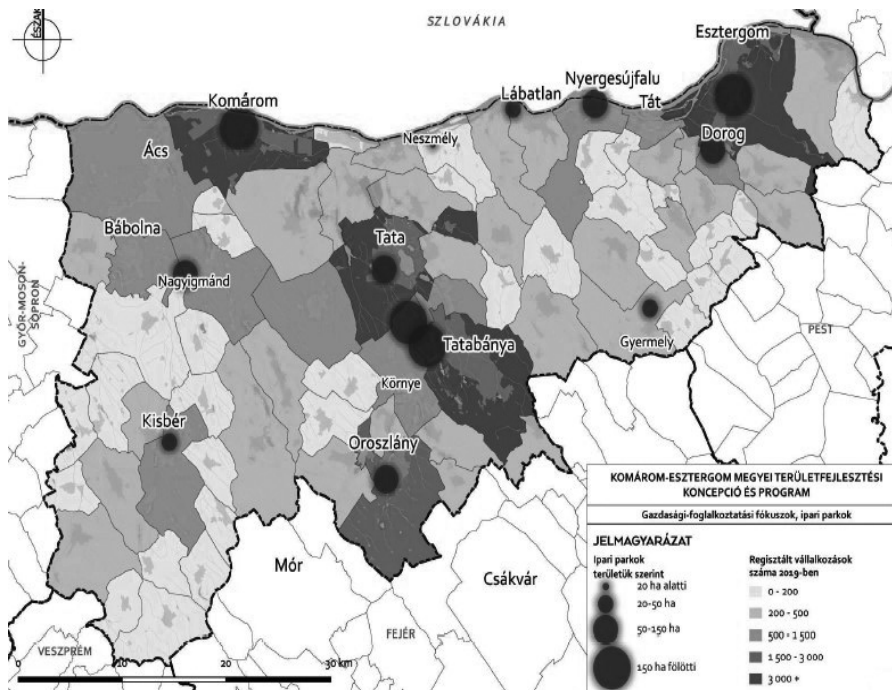 ÉSZAK
SZLOVÁKIA
Esztergom
Komárom
Lábatlan
Nyergesújfalu
Tát
Ács
Neszmély
Dorog
Bábolna
Tata
Nagyigmánd
GYŐR-MOSON-
SOPRON
PEST
Tatabánya
Gyermely
Környe
Kisbér
Oroszlány
Mór
Csákvár
VESZPRÉM
FEJÉR
0 10 20 30 km
KOMÁROM-ESZTERGOM MEGYEI TERÜLETFEJLESZTÉSI
KONCEPCIÓ ÉS PROGRAM
Gazdasági-foglalkoztatási fókuszok, ipari parkok
JELMAGYARÁZAT
Ipari parkok
területük szerint
20 ha alatti
20-50 ha
50-150 ha
150 ha fölötti
Regisztált vállalkozások
száma 2019-ben
0 - 200
200 - 500
500 - 1 500
1 500 - 3 000
3 000 +